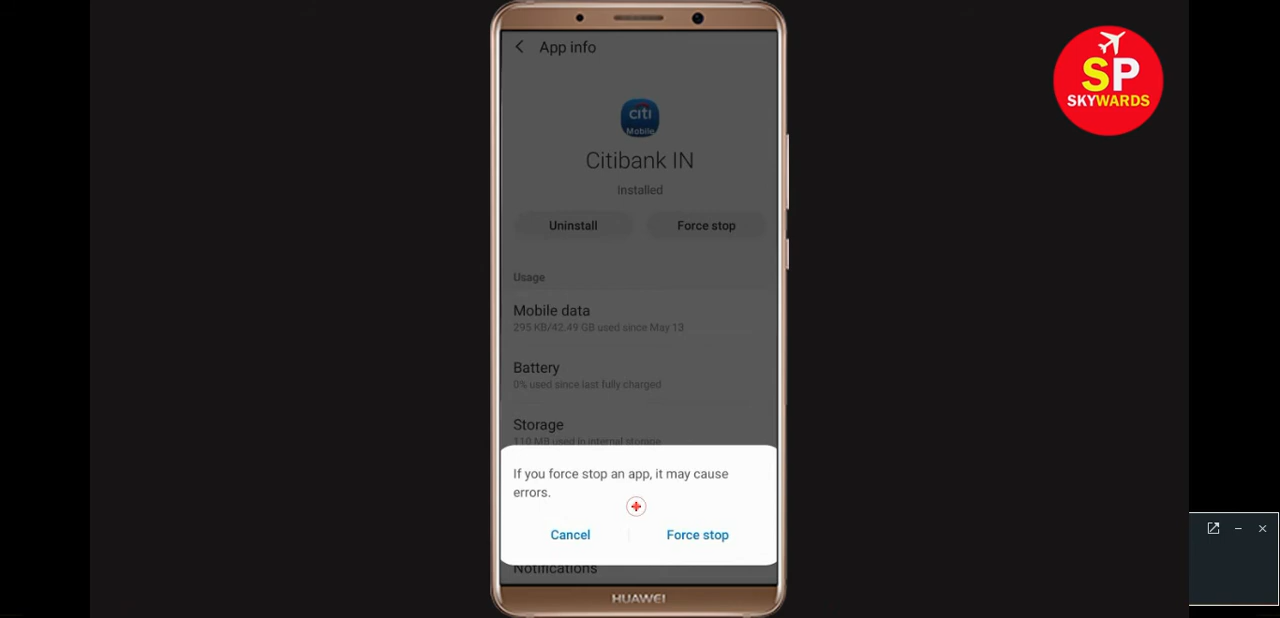 App info
SP
SKYWARDS
citi
Mobile
Citibank IN
Installed
Uninstall
Force stop
Usage
Mobile data
295 KB/42.49 GB used since May 13
Battery
0% used since last fully charged
Storage
110 MB used in internal storage
If you force stop an app, it may cause
errors.
Cancel
Force stop
Notifications
HUAWEI